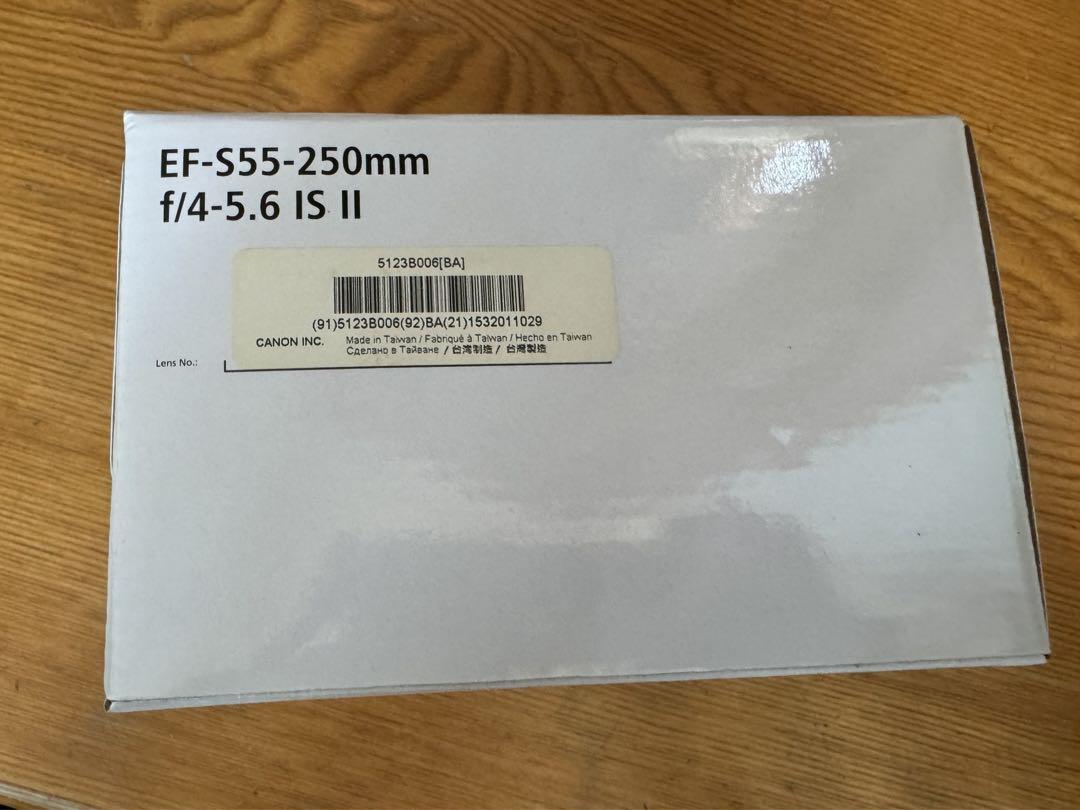 EF-S55-250mm
f/4-5.6 IS II
5123B006[BA]
(91)5123B006(92)BA(21)1532011029
CANON INC.
Made in Taiwan / Fabriqué à Taïwan / Hecho en Taiwan
Сделано в Тайване / 台湾制造 / 台灣製造
Lens No.: